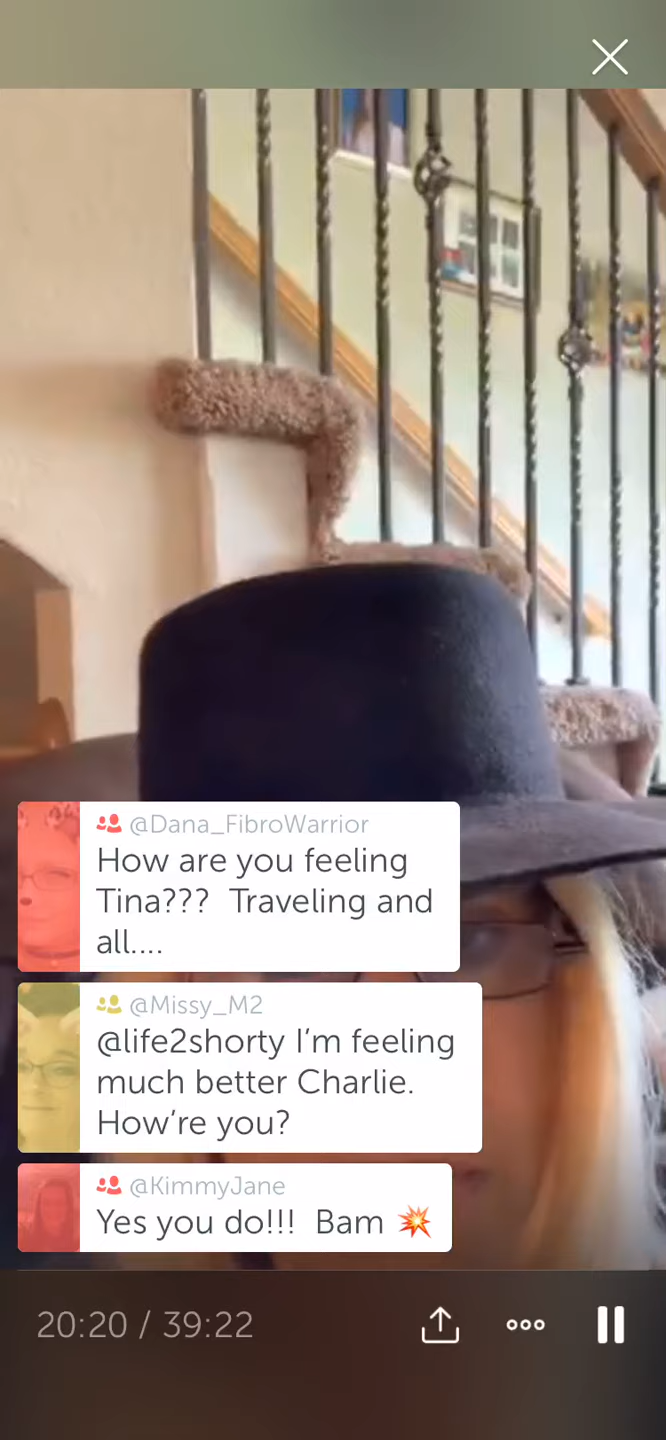 @Dana_FibroWarrior
How are you feeling
Tina???  Traveling and
all....
@Missy_M2
@life2shorty I’m feeling
much better Charlie.
How’re you?
@KimmyJane
Yes you do!!!  Bam 💥
20:20 / 39:22